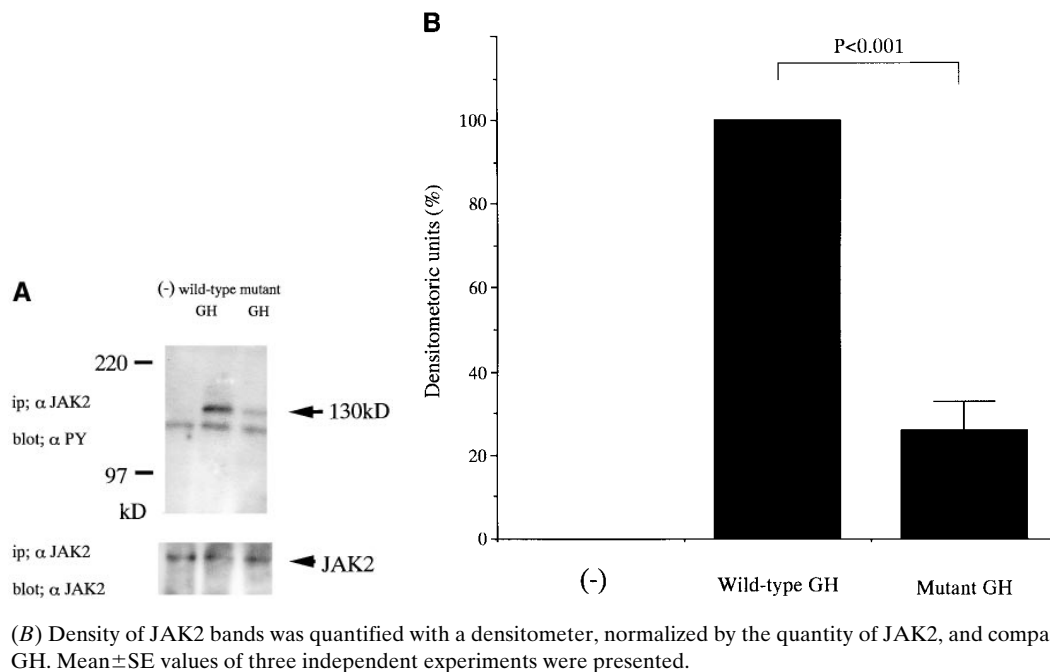 B
P<0.001
Densitometoric units (%)
100
80
60
40
20
0
(-)
Wild-type GH
Mutant GH
A
(-) wild-type mutant
GH GH
220
ip; α JAK2
130kD
blot; α PY
97
kD
ip; α JAK2
JAK2
blot; α JAK2
(B) Density of JAK2 bands was quantified with a densitometer, normalized by the quantity of JAK2, and compa
GH. Mean±SE values of three independent experiments were presented.